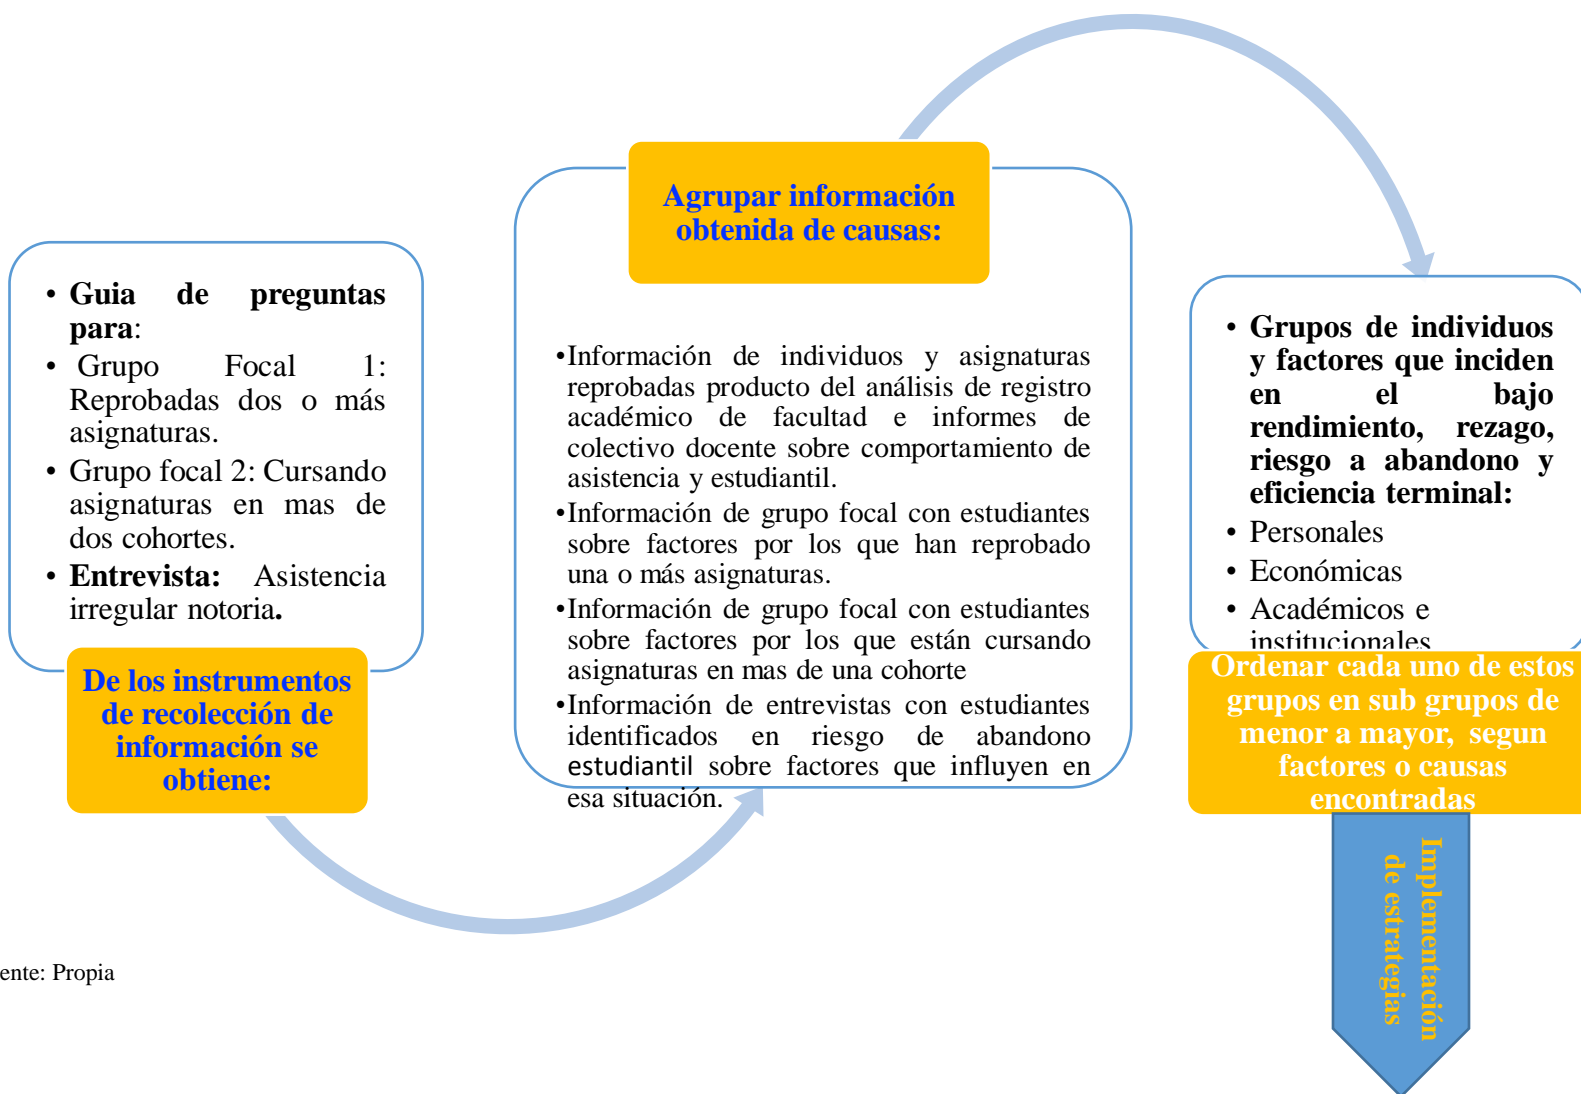 • Guia de preguntas
para:
• Grupo Focal 1:
Reprobadas dos o más
asignaturas.
• Grupo focal 2: Cursando
asignaturas en mas de
dos cohortes.
• Entrevista: Asistencia
irregular notoria.
De los instrumentos
de recolección de
información se
obtiene:
Agrupar información
obtenida de causas:
•Información de individuos y asignaturas
reprobadas producto del análisis de registro
académico de facultad e informes de
colectivo docente sobre comportamiento de
asistencia y estudiantil.
•Información de grupo focal con estudiantes
sobre factores por los que han reprobado
una o más asignaturas.
•Información de grupo focal con estudiantes
sobre factores por los que están cursando
asignaturas en mas de una cohorte
•Información de entrevistas con estudiantes
identificados en riesgo de abandono
estudiantil sobre factores que influyen en
esa situación.
• Grupos de individuos
y factores que inciden
en el bajo
rendimiento, rezago,
riesgo a abandono y
eficiencia terminal:
• Personales
• Económicas
• Académicos e
institucionales
Ordenar cada uno de estos
grupos en sub grupos de
menor a mayor, segun
factores o causas
encontradas
Implementación
de estrategias
ente: Propia